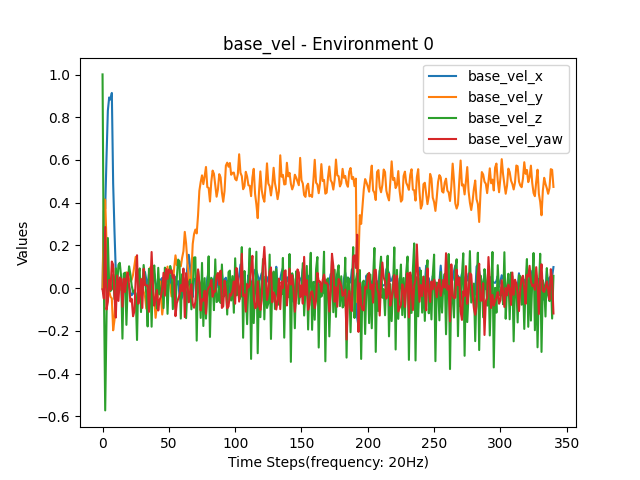 base_vel - Environment 0
base_vel_x
base_vel_y
base_vel_z
base_vel_yaw
Values
1.0
0.8
0.6
0.4
0.2
0.0
−0.2
−0.4
−0.6
0 50 100 150 200 250 300 350
Time Steps(frequency: 20Hz)